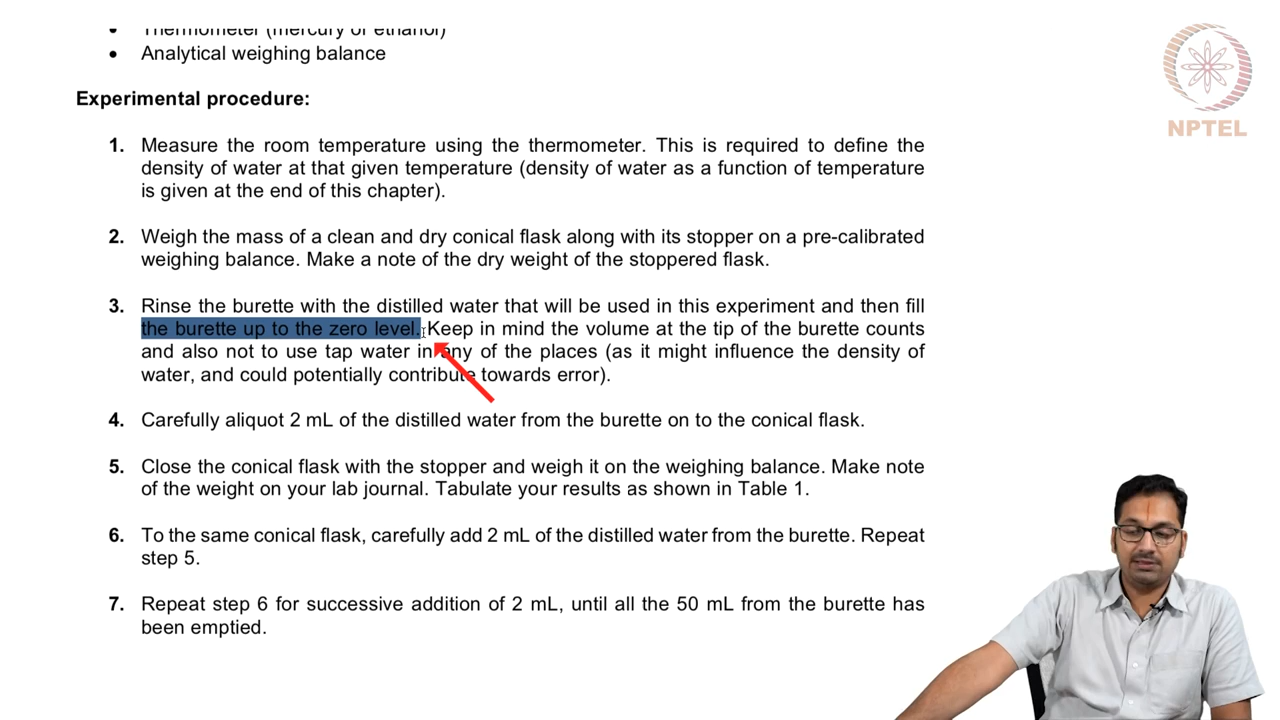 • Thermometer (mercury or ethanol)
• Analytical weighing balance
NPTEL
Experimental procedure:
1. Measure the room temperature using the thermometer. This is required to define the
density of water at that given temperature (density of water as a function of temperature
is given at the end of this chapter).
2. Weigh the mass of a clean and dry conical flask along with its stopper on a pre-calibrated
weighing balance. Make a note of the dry weight of the stoppered flask.
3. Rinse the burette with the distilled water that will be used in this experiment and then fill
the burette up to the zero level. Keep in mind the volume at the tip of the burette counts
and also not to use tap water in any of the places (as it might influence the density of
water, and could potentially contribute towards error).
4. Carefully aliquot 2 mL of the distilled water from the burette on to the conical flask.
5. Close the conical flask with the stopper and weigh it on the weighing balance. Make note
of the weight on your lab journal. Tabulate your results as shown in Table 1.
6. To the same conical flask, carefully add 2 mL of the distilled water from the burette. Repeat
step 5.
7. Repeat step 6 for successive addition of 2 mL, until all the 50 mL from the burette has
been emptied.